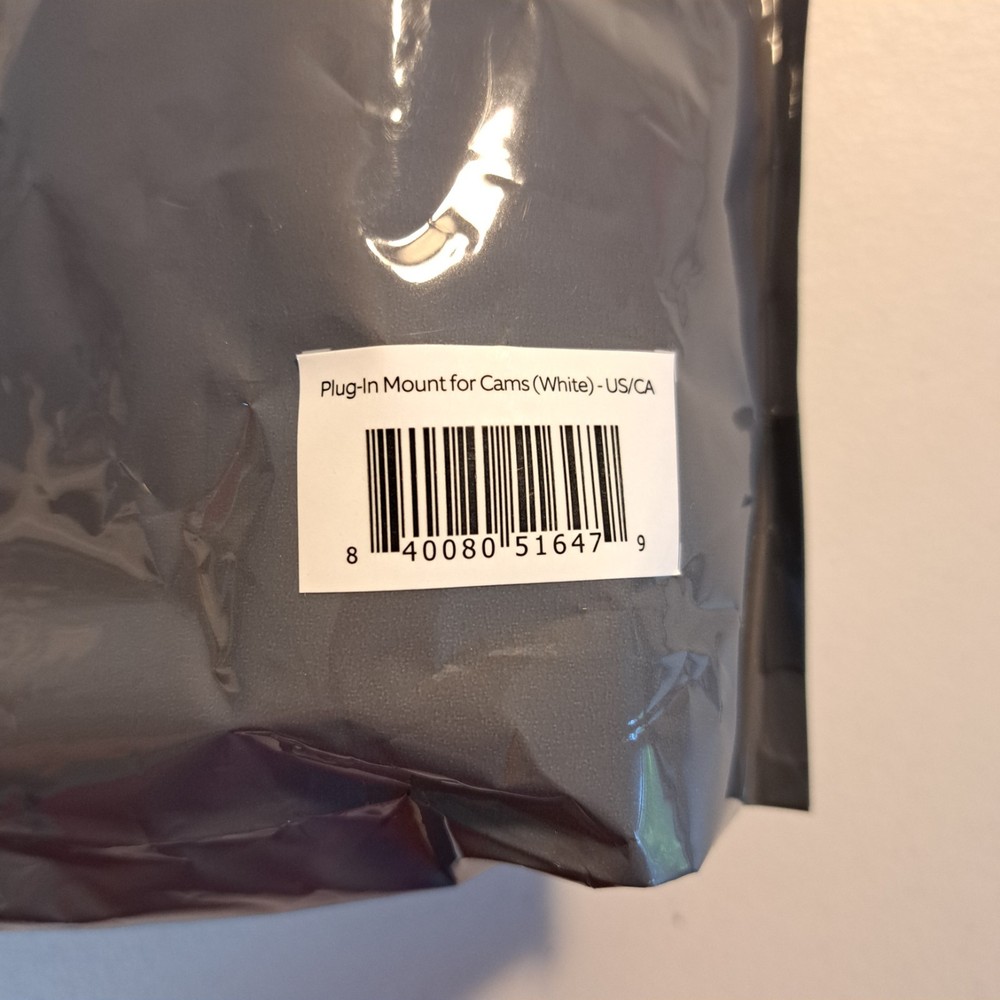 Plug-In Mount for Cams (White) - US/CA
8 40080 51647 9